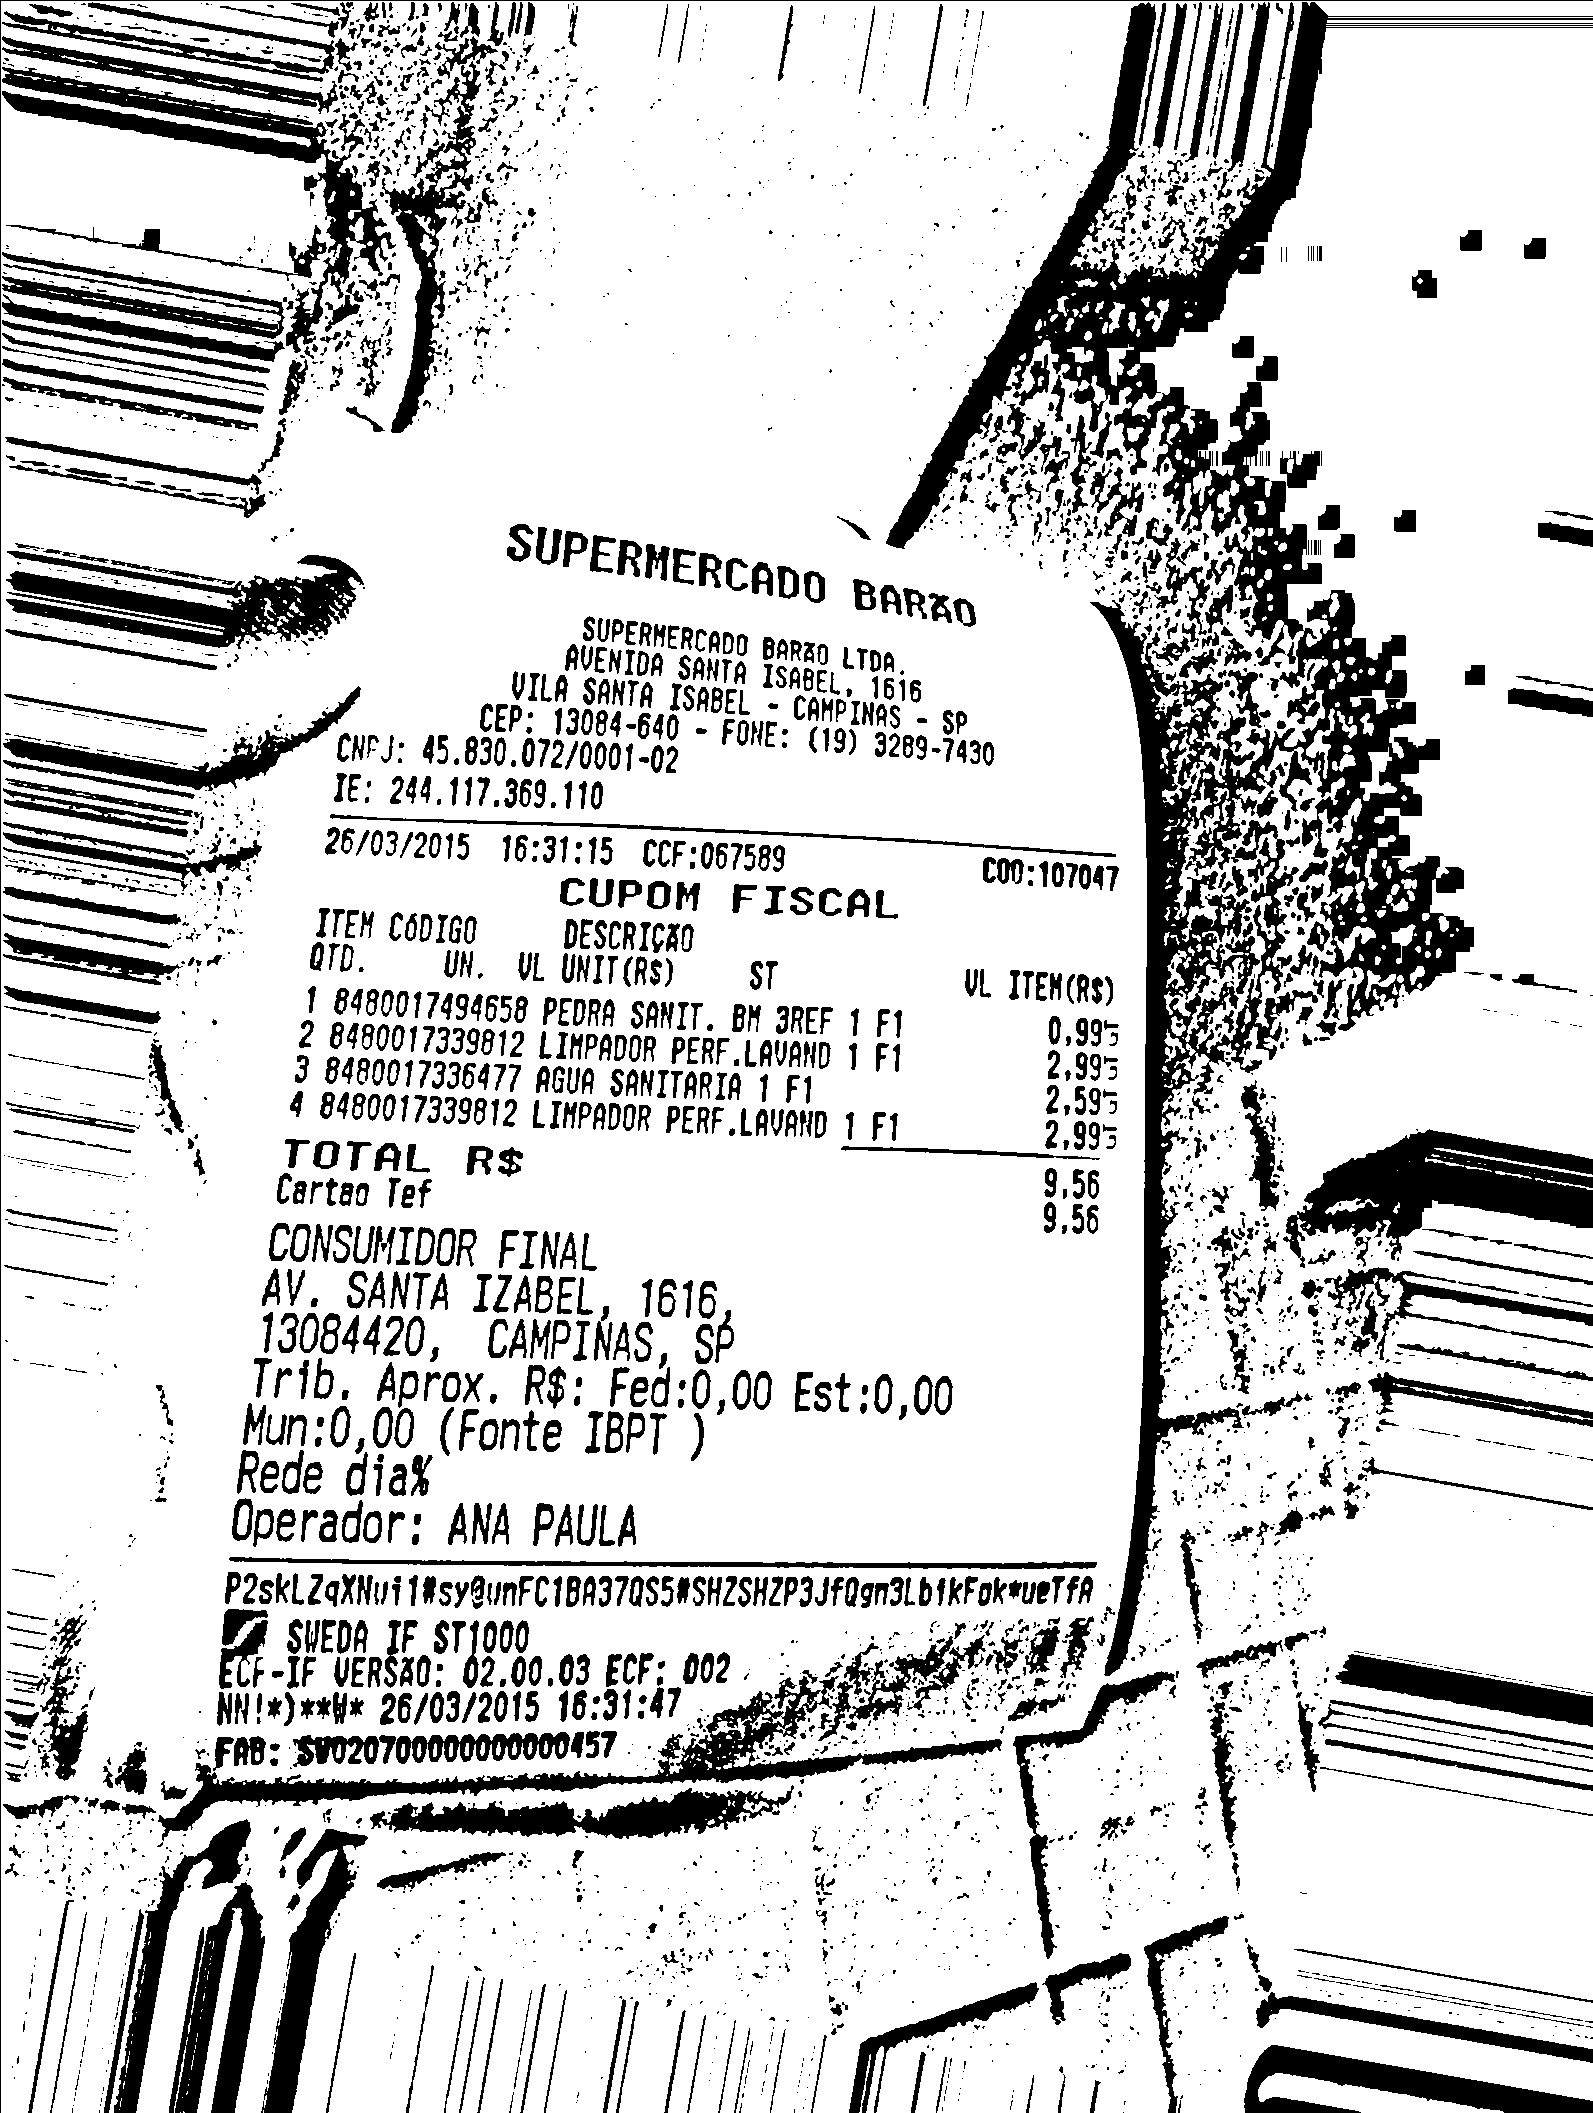 SUPERMERCADO BARÃO
SUPERMERCADO BARÃO LTDA.
AVENIDA SANTA ISABEL, 1616
VILA SANTA ISABEL - CAMPINAS - SP
CEP: 13084-640 - FONE: (19) 3289-7430
CNPJ: 45.830.072/0001-02
IE: 244.117.369.110
26/03/2015 16:31:15 CCF:067589 COO:107047
CUPOM FISCAL
ITEM CóDIGO DESCRIÇÃO
QTD. UN. VL UNIT(R$) ST VL ITEM(R$)
1 8480017494658 PEDRA SANIT. BM 3REF 1 F1 0,99
2 8480017339812 LIMPADOR PERF.LAVAND 1 F1 2,99
3 8480017336477 AGUA SANITARIA 1 F1 2,59
4 8480017339812 LIMPADOR PERF.LAVAND 1 F1 2,99
TOTAL R$ 9,56
Cartao Tef 9,56
CONSUMIDOR FINAL
AV. SANTA IZABEL, 1616,
13084420, CAMPINAS, SP
Trib. Aprox. R$: Fed:0,00 Est:0,00
Mun:0,00 (Fonte IBPT )
Rede dia%
Operador: ANA PAULA
SWEDA IF ST1000
ECF-IF VERSÃO: 02.00.03 ECF: 002
NN!*)**W* 26/03/2015 16:31:47
FAB: SW020700000000000457